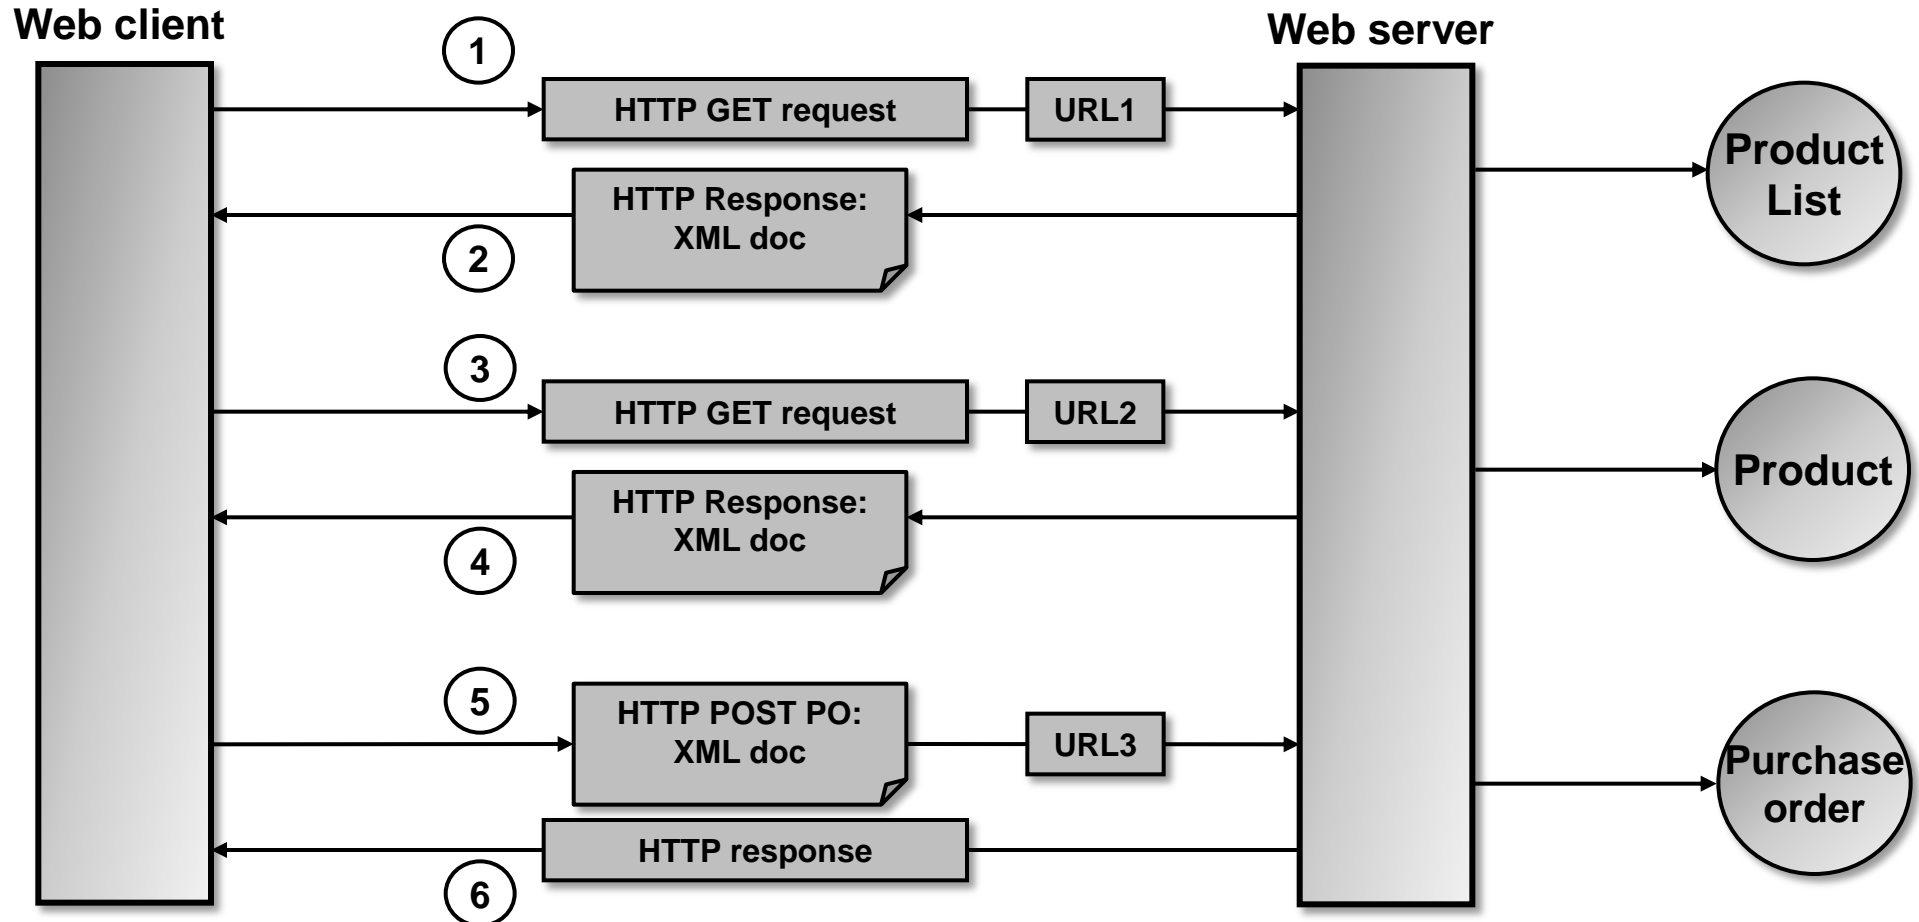 Web client
Web server
1
HTTP GET request
URL1
Product
List
HTTP Response:
XML doc
2
3
HTTP GET request
URL2
Product
HTTP Response:
XML doc
4
5
HTTP POST PO:
XML doc
URL3
Purchase
order
HTTP response
6